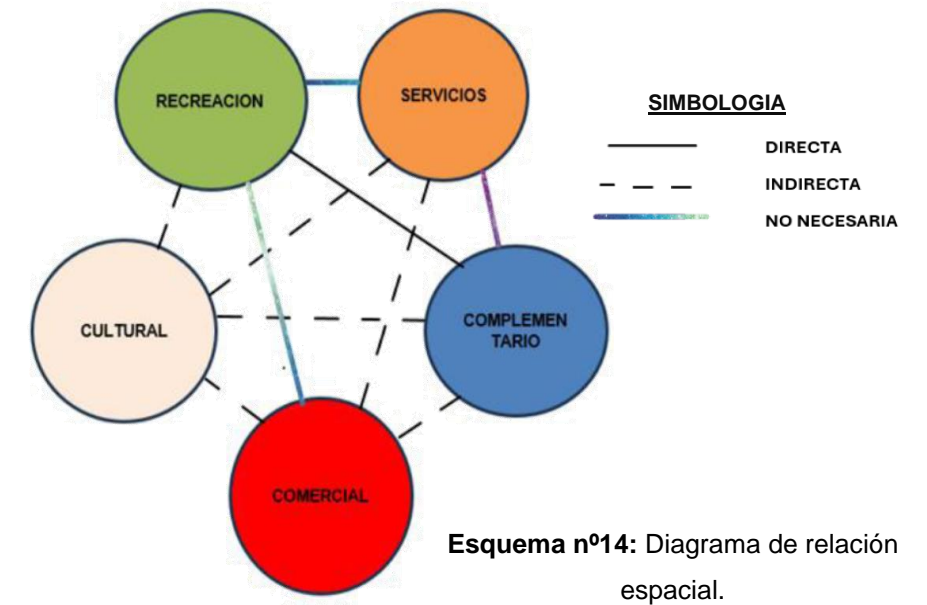 RECREACION
SERVICIOS
SIMBOLOGIA
DIRECTA
INDIRECTA
NO NECESARIA
CULTURAL
COMPLEMEN
TARIO
COMERCIAL
Esquema nº14: Diagrama de relación
espacial.